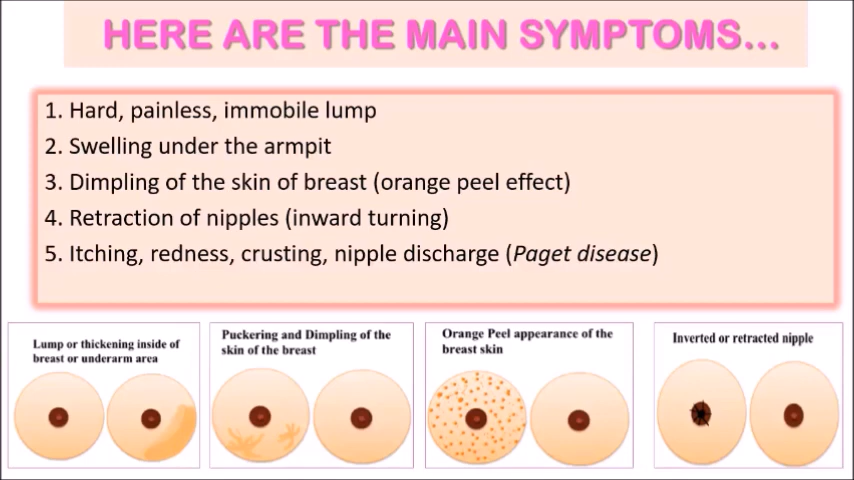 HERE ARE THE MAIN SYMPTOMS...
1. Hard, painless, immobile lump
2. Swelling under the armpit
3. Dimpling of the skin of breast (orange peel effect)
4. Retraction of nipples (inward turning)
5. Itching, redness, crusting, nipple discharge (Paget disease)
Lump or thickening inside of
breast or underarm area
Puckering and Dimpling of the
skin of the breast
Orange Peel appearance of the
breast skin
Inverted or retracted nipple